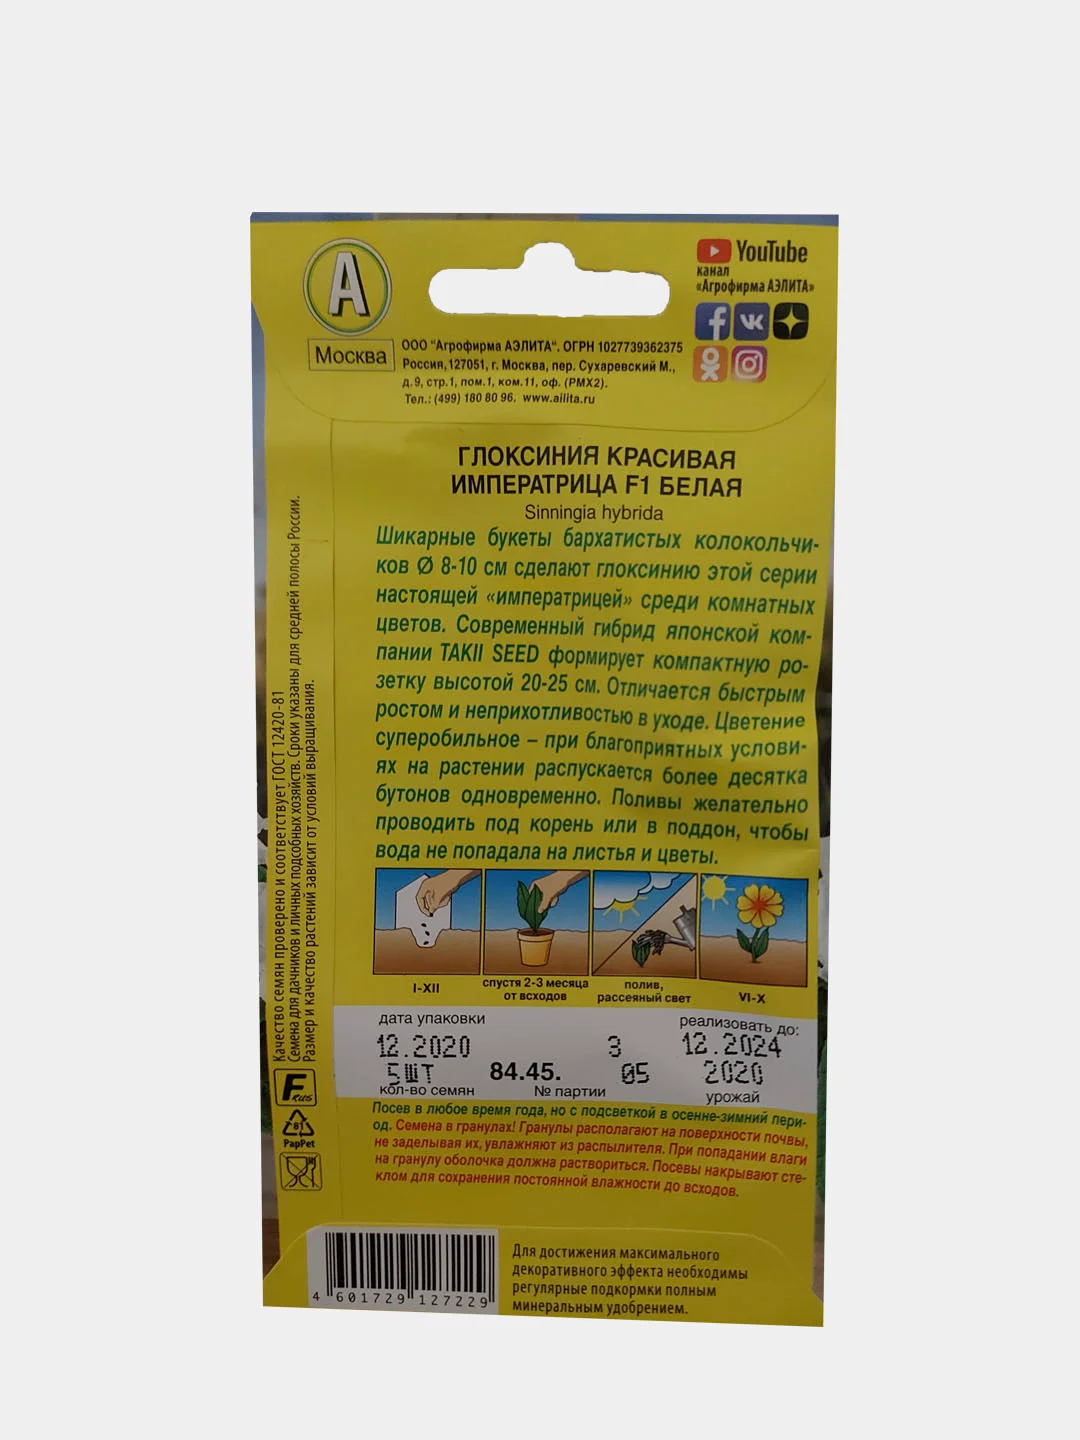 А
Москва
ООО "Агрофирма АЭЛИТА". ОГРН 1027739362375
Россия, 127051, г. Москва, пер. Сухаревский М.,
д.9, стр.1, пом.1, ком.11, оф. (РМХ2).
Тел.: (499) 180 80 96. www.ailita.ru
YouTube
канал
«Агрофирма АЭЛИТА»
ГЛОКСИНИЯ КРАСИВАЯ
ИМПЕРАТРИЦА F1 БЕЛАЯ
Sinningia hybrida
Шикарные букеты бархатистых колокольчи-
ков Ø 8-10 см сделают глоксинию этой серии
настоящей «императрицей» среди комнатных
цветов. Современный гибрид японской ком-
пании TAKII SEED формирует компактную ро-
зетку высотой 20-25 см. Отличается быстрым
ростом и неприхотливостью в уходе. Цветение
суперобильное – при благоприятных услови-
ях на растении распускается более десятка
бутонов одновременно. Поливы желательно
проводить под корень или в поддон, чтобы
вода не попадала на листья и цветы.
I-XII
спустя 2-3 месяца
от всходов
полив,
рассеяный свет
VI-X
дата упаковки
реализовать до:
12.2020
3
12.2024
5ШТ
84.45.
05
2020
кол-во семян
№ партии
урожай
Посев в любое время года, но с подсветкой в осенне-зимний пери-
од. Семена в гранулах! Гранулы располагают на поверхности почвы,
не заделывая их, увлажняют из распылителя. При попадании влаги
на гранулу оболочка должна раствориться. Посевы накрывают сте-
клом для сохранения постоянной влажности до всходов.
Качество семян проверено и соответствует ГОСТ 12420-81
Семена для дачников и личных подсобных хозяйств. Сроки указаны для средней полосы России.
Размер и качество растений зависит от условий выращивания.
F
RUS
81
PapPet
4 601729 127229
Для достижения максимального
декоративного эффекта необходимы
регулярные подкормки полным
минеральным удобрением.